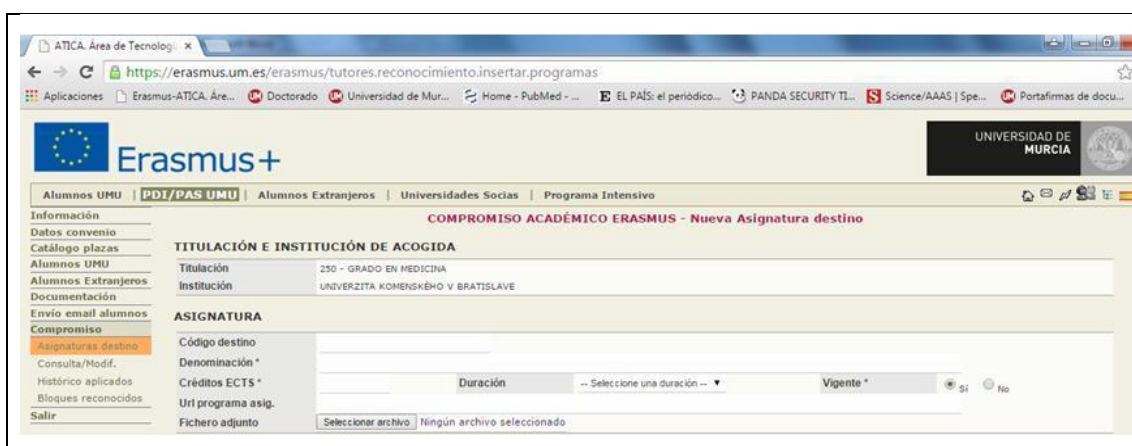 ATICA. Área de Tecnologí
https://erasmus.um.es/erasmus/tutores.reconocimiento.insertar.programas
Aplicaciones Erasmus-ATICA. Áre... Doctorado Universidad de Mur... Home - PubMed - ... EL PAÍS: el periódico... PANDA SECURITY TI... Science/AAAS | Spe... Portafirmas de docu...
Erasmus+
UNIVERSIDAD DE
MURCIA
Alumnos UMU | PDI/PAS UMU | Alumnos Extranjeros | Universidades Socias | Programa Intensivo
Información
COMPROMISO ACADÉMICO ERASMUS - Nueva Asignatura destino
Datos convenio
Catálogo plazas
TITULACIÓN E INSTITUCIÓN DE ACOGIDA
Alumnos UMU
Titulación 250 - GRADO EN MEDICINA
Alumnos Extranjeros
Institución UNIVERZITA KOMENSKÉHO V BRATISLAVE
Documentación
Envío email alumnos
ASIGNATURA
Compromiso
Asignaturas destino
Código destino
Consulta/Modif.
Denominación *
Histórico aplicados
Créditos ECTS * Duración -- Seleccione una duración -- Vigente * Sí No
Bloques reconocidos
Url programa asig.
Salir
Fichero adjunto Seleccionar archivo Ningún archivo seleccionado